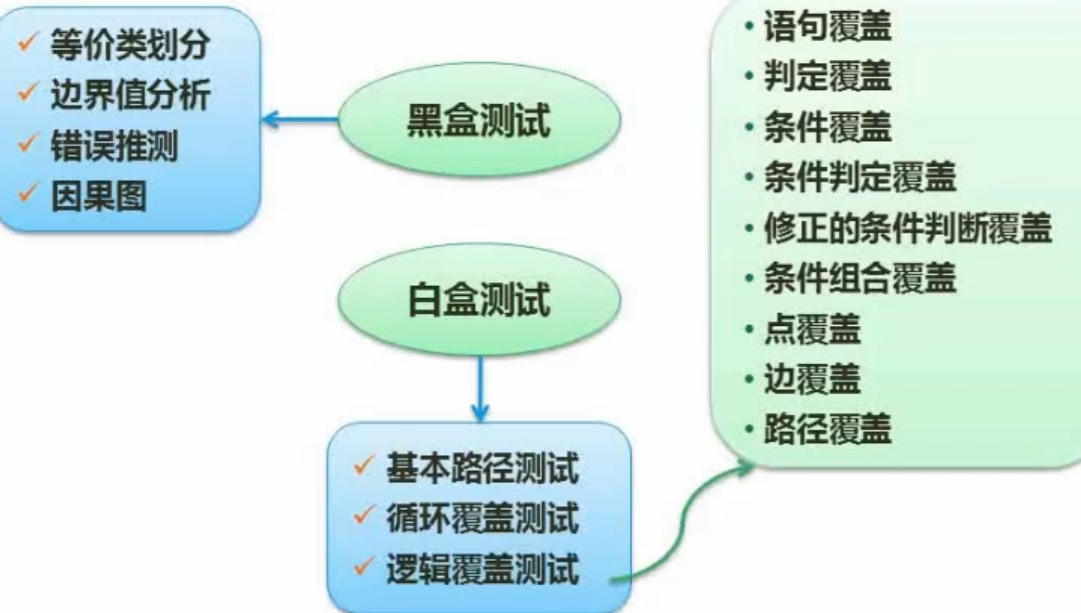 等价类划分
边界值分析
错误推测
因果图
黑盒测试
白盒测试
基本路径测试
循环覆盖测试
逻辑覆盖测试
语句覆盖
判定覆盖
条件覆盖
条件判定覆盖
修正的条件判断覆盖
条件组合覆盖
点覆盖
边覆盖
路径覆盖